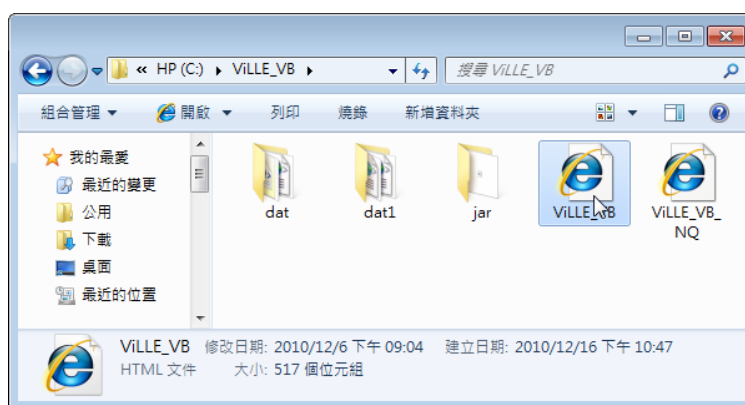 « HP (C:) ▸ ViLLE_VB ▸
搜尋 ViLLE_VB
組合管理 ▼ 開啟 ▼ 列印 燒錄 新增資料夾
我的最愛
最近的變更
公用
下載
桌面
最近的位置
dat dat1 jar ViLLE_VB ViLLE_VB_
NQ
ViLLE_VB 修改日期: 2010/12/6 下午 09:04 建立日期: 2010/12/16 下午 10:47
HTML 文件 大小: 517 個位元組